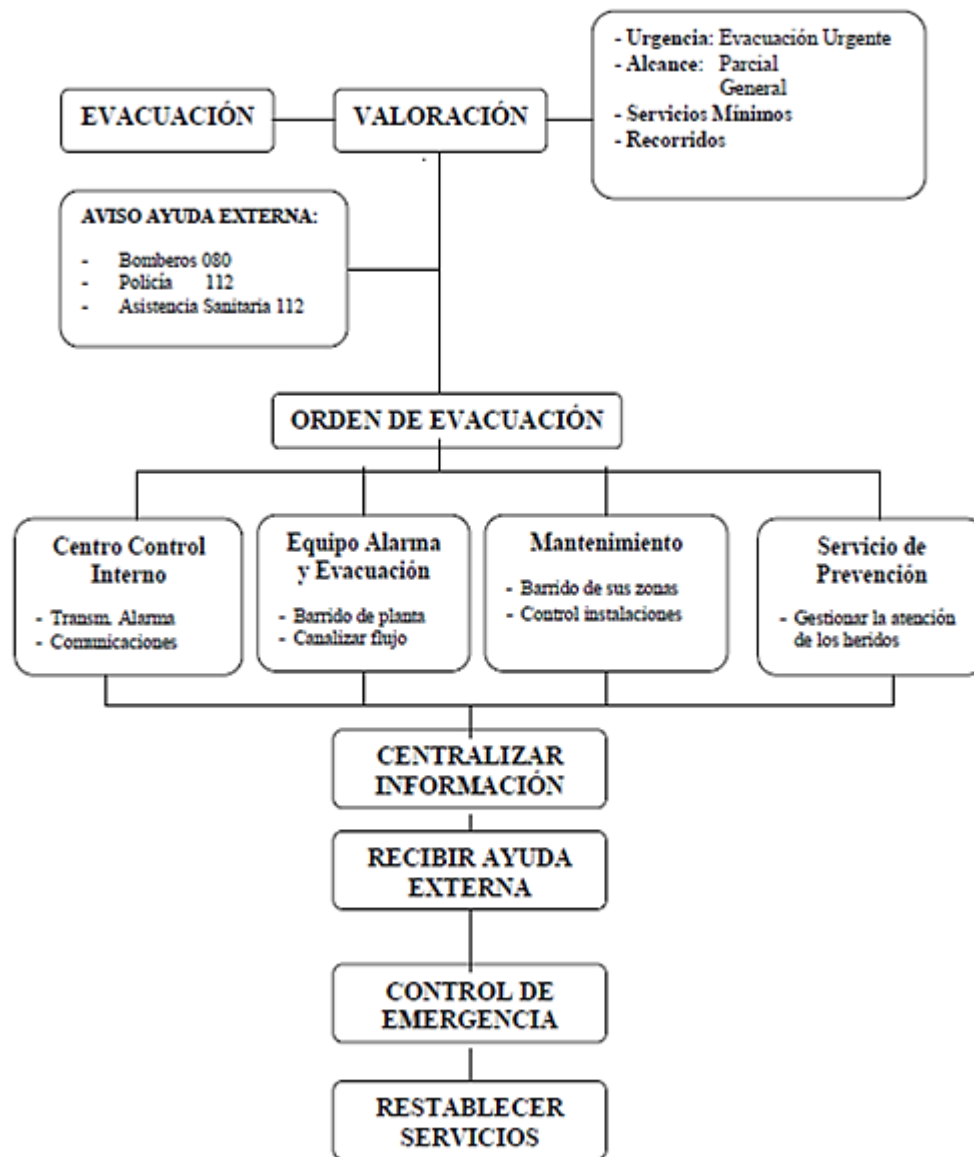 - Urgencia: Evacuación Urgente
- Alcance: Parcial
General
- Servicios Mínimos
- Recorridos
EVACUACIÓN
VALORACIÓN
AVISO AYUDA EXTERNA:
- Bomberos 080
- Policía 112
- Asistencia Sanitaria 112
ORDEN DE EVACUACIÓN
Centro Control
Interno
- Transm. Alarma
- Comunicaciones
Equipo Alarma
y Evacuación
- Barrido de planta
- Canalizar flujo
Mantenimiento
- Barrido de sus zonas
- Control instalaciones
Servicio de
Prevención
- Gestionar la atención
de los heridos
CENTRALIZAR
INFORMACIÓN
RECIBIR AYUDA
EXTERNA
CONTROL DE
EMERGENCIA
RESTABLECER
SERVICIOS